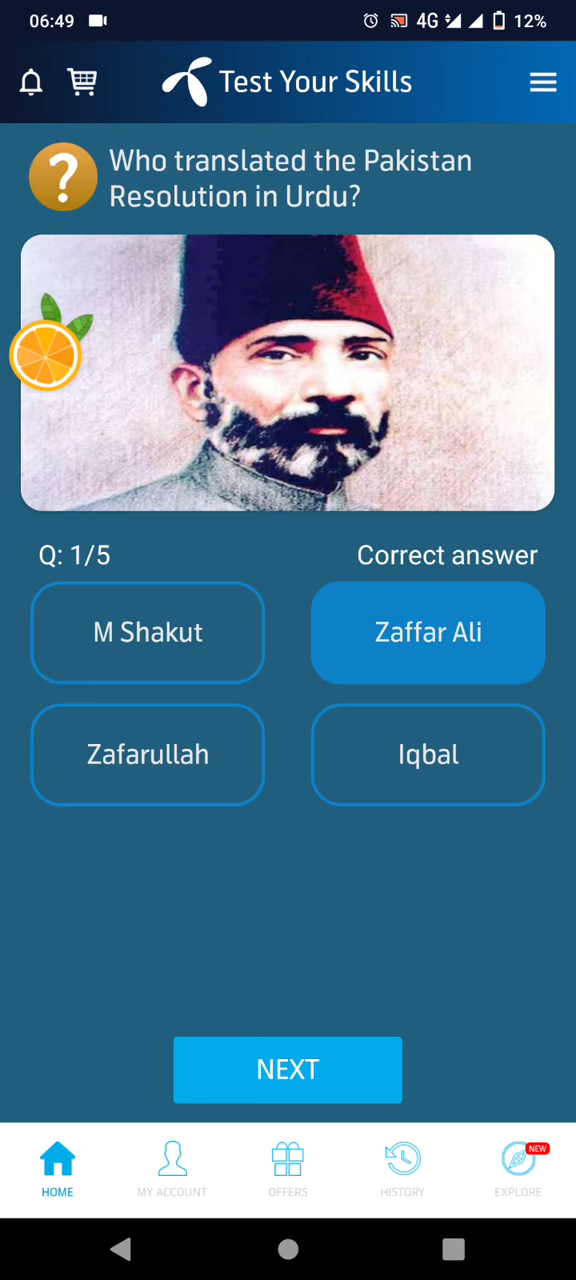 06:49
4G
12%
Test Your Skills
?
Who translated the Pakistan
Resolution in Urdu?
Q: 1/5
Correct answer
M Shakut
Zaffar Ali
Zafarullah
Iqbal
NEXT
NEW
HOME
MY ACCOUNT
OFFERS
HISTORY
EXPLORE